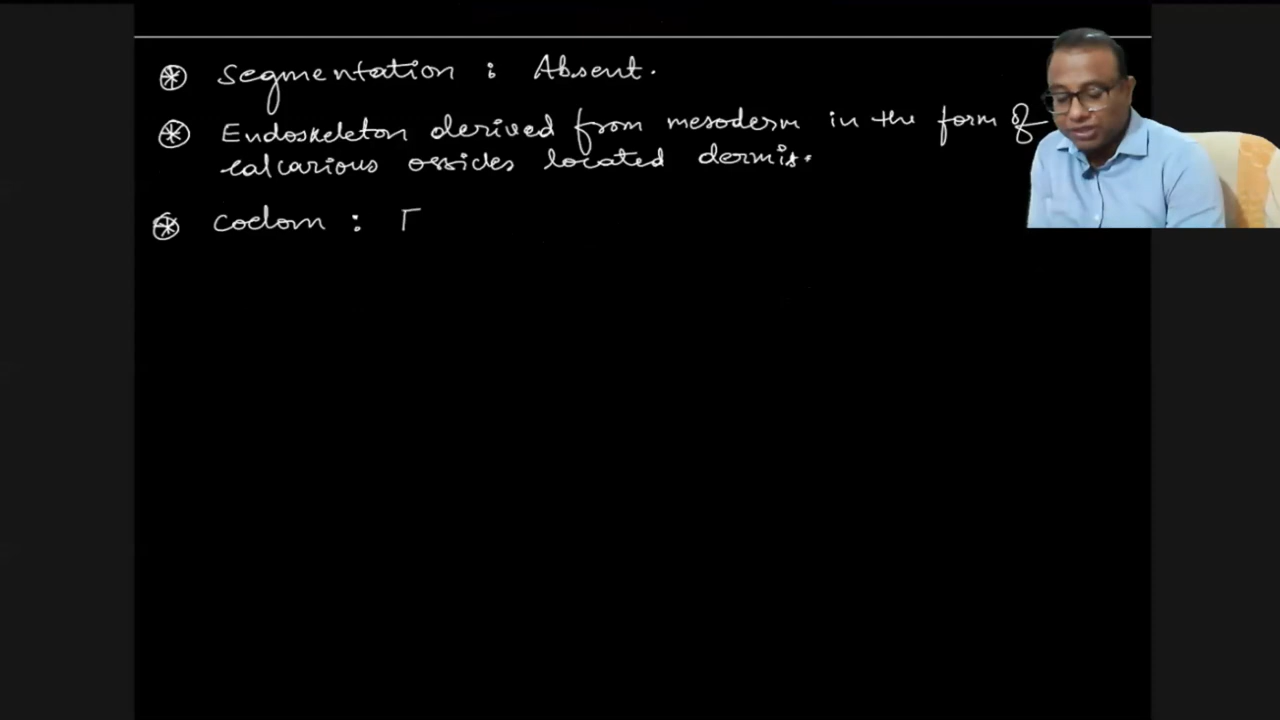 Segmentation : Absent.
Endoskeleton derived from mesoderm in the form of
calcarious ossicles located dermis.
Coelom :